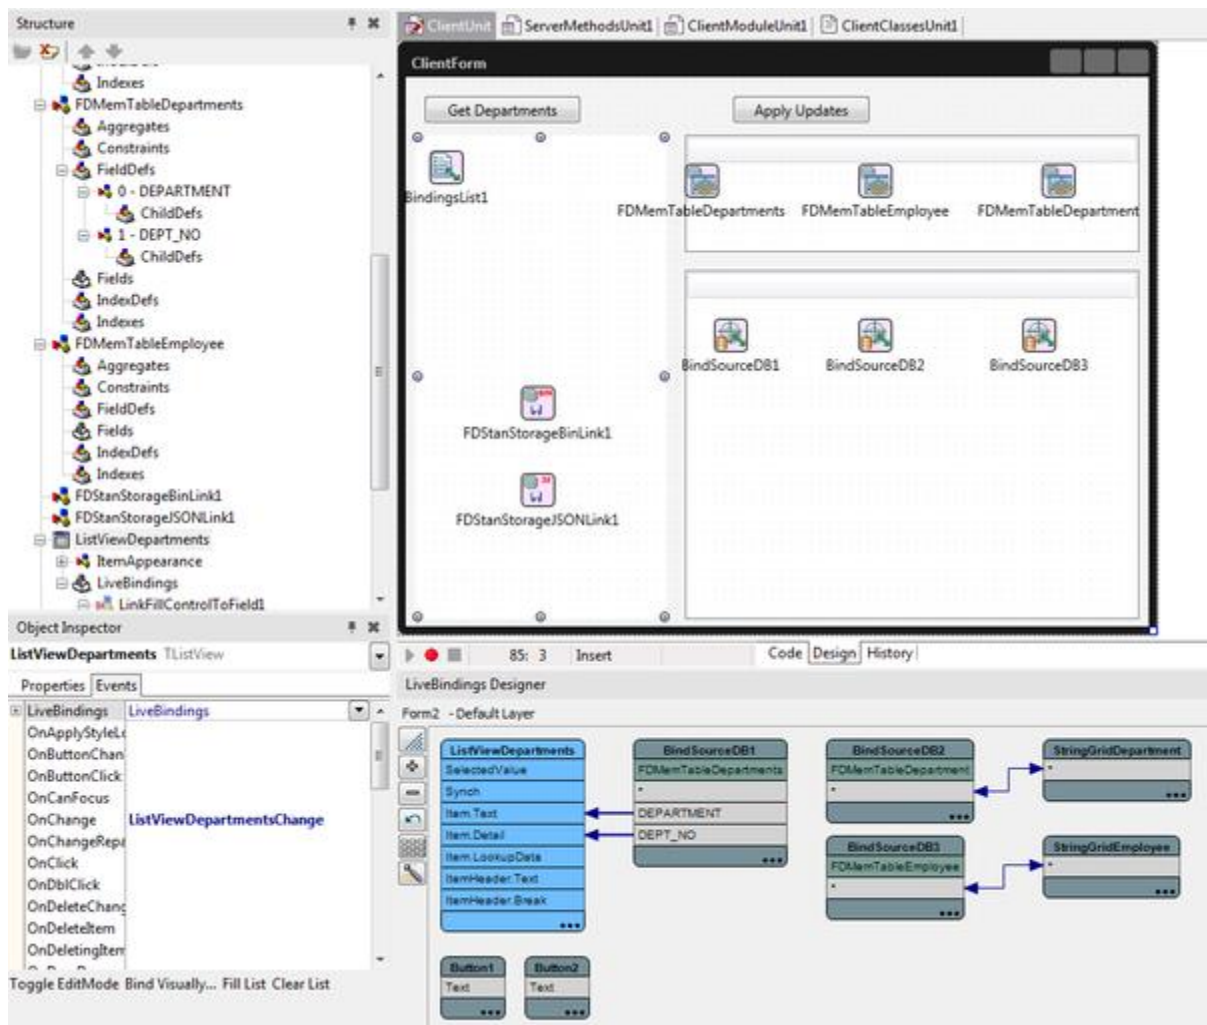 Structure
Indexes
FDMemTableDepartments
Aggregates
Constraints
FieldDefs
0 - DEPARTMENT
ChildDefs
1 - DEPT_NO
ChildDefs
Fields
IndexDefs
Indexes
FDMemTableEmployee
Aggregates
Constraints
FieldDefs
Fields
IndexDefs
Indexes
FDStanStorageBinLink1
FDStanStorageJSONLink1
ListViewDepartments
ItemAppearance
LiveBindings
LinkFillControlToField1
ClientUnit ServerMethodsUnit1 ClientModuleUnit1 ClientClassesUnit1
ClientForm
Get Departments Apply Updates
BindingsList1
FDMemTableDepartments FDMemTableEmployee FDMemTableDepartment
BindSourceDB1 BindSourceDB2 BindSourceDB3
FDStanStorageBinLink1
FDStanStorageJSONLink1
Object Inspector
ListViewDepartments TListView
Properties Events
LiveBindings LiveBindings
OnApplyStyleL
OnButtonChan
OnButtonClick
OnCanFocus
OnChange ListViewDepartmentsChange
OnChangeRepa
OnClick
OnDblClick
OnDeleteChang
OnDeleteItem
OnDeletingItem
Toggle EditMode Bind Visually... Fill List Clear List
85: 3 Insert Code Design History
LiveBindings Designer
Form2 - Default Layer
ListViewDepartments
SelectedValue
Synch
Item.Text
Item.Detail
Item.LookupData
ItemHeader.Text
ItemHeader.Break
BindSourceDB1
FDMemTableDepartments
*
DEPARTMENT
DEPT_NO
BindSourceDB2
FDMemTableDepartment
*
StringGridDepartment
*
BindSourceDB3
FDMemTableEmployee
*
StringGridEmployee
*
Button1
Text
Button2
Text